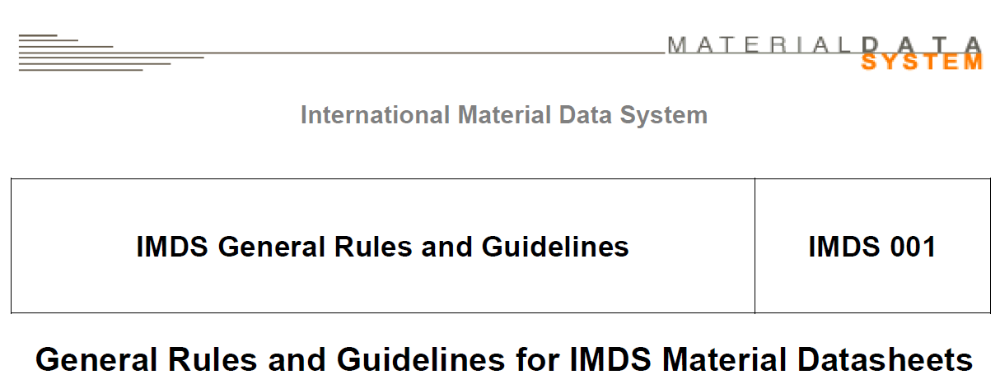 MATERIALDATA
SYSTEM
International Material Data System
IMDS General Rules and Guidelines
IMDS 001
General Rules and Guidelines for IMDS Material Datasheets